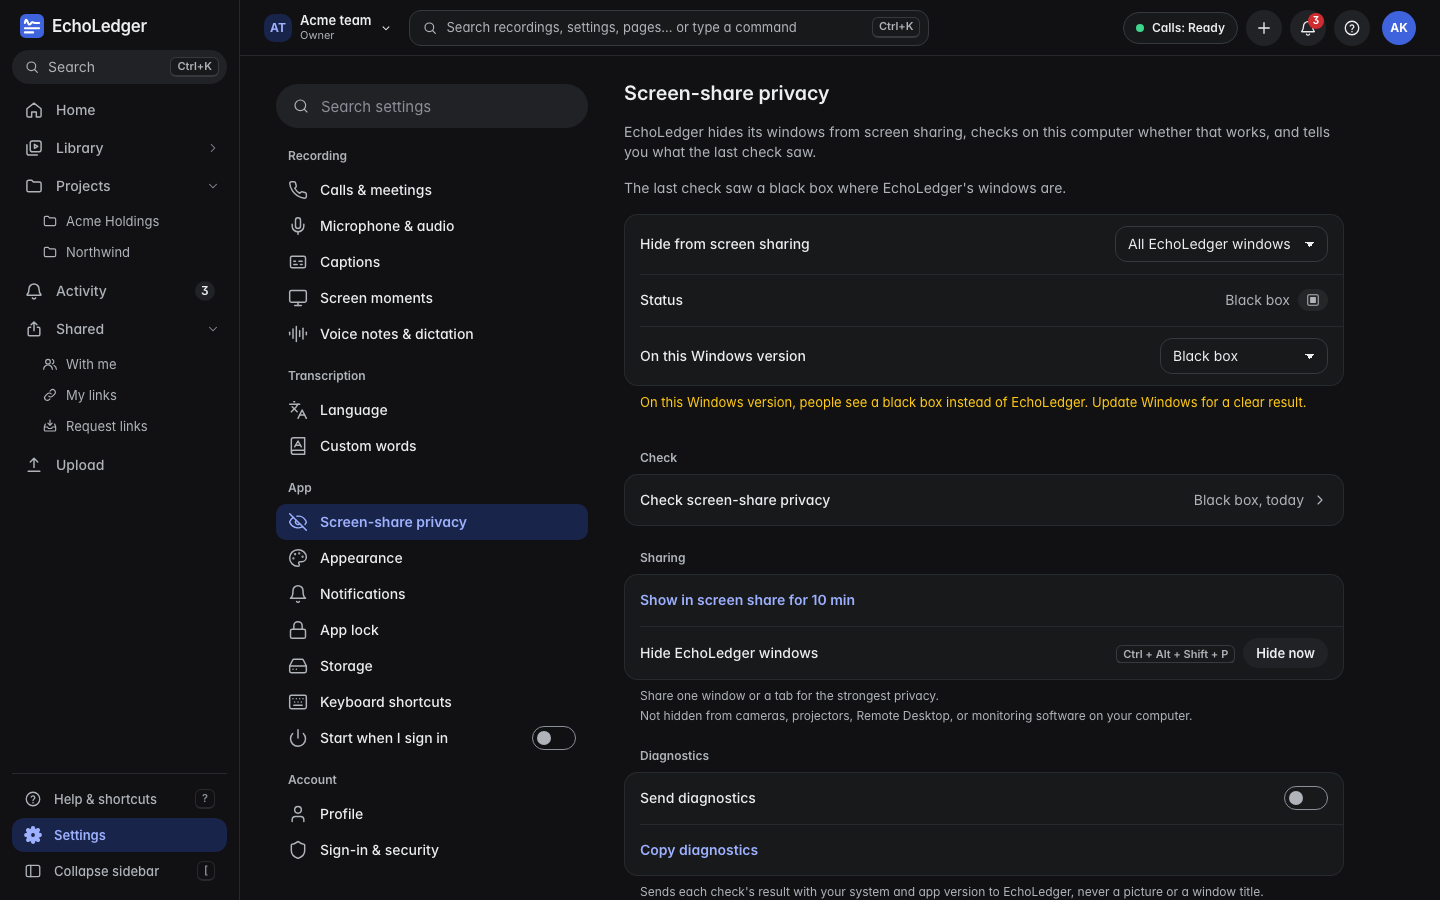 EchoLedger
Search
Ctrl+K
Home
Library
Projects
Acme Holdings
Northwind
Activity
3
Shared
With me
My links
Request links
Upload
Help & shortcuts
?
Settings
Collapse sidebar
[
AT
Acme team
Owner
Search recordings, settings, pages... or type a command
Ctrl+K
Calls: Ready
3
AK
Search settings
Recording
Calls & meetings
Microphone & audio
Captions
Screen moments
Voice notes & dictation
Transcription
Language
Custom words
App
Screen-share privacy
Appearance
Notifications
App lock
Storage
Keyboard shortcuts
Start when I sign in
Account
Profile
Sign-in & security
Screen-share privacy
EchoLedger hides its windows from screen sharing, checks on this computer whether that works, and tells
you what the last check saw.
The last check saw a black box where EchoLedger's windows are.
Hide from screen sharing
All EchoLedger windows
Status
Black box
On this Windows version
Black box
On this Windows version, people see a black box instead of EchoLedger. Update Windows for a clear result.
Check
Check screen-share privacy
Black box, today
Sharing
Show in screen share for 10 min
Hide EchoLedger windows
Ctrl + Alt + Shift + P
Hide now
Share one window or a tab for the strongest privacy.
Not hidden from cameras, projectors, Remote Desktop, or monitoring software on your computer.
Diagnostics
Send diagnostics
Copy diagnostics
Sends each check's result with your system and app version to EchoLedger, never a picture or a window title.